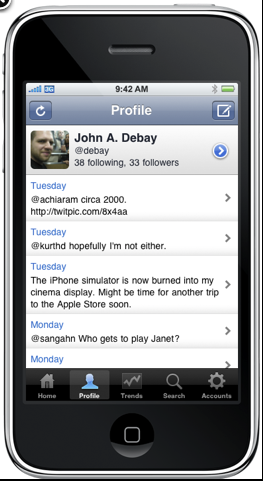 3G 9:42 AM
Profile
John A. Debay
@debay
38 following, 33 followers
Tuesday
@achiaram circa 2000.
http://twitpic.com/8x4aa
Tuesday
@kurthd hopefully I'm not either.
Tuesday
The iPhone simulator is now burned into my
cinema display. Might be time for another trip
to the Apple Store soon.
Monday
@sangahn Who gets to play Janet?
Monday
Home Profile Trends Search Accounts